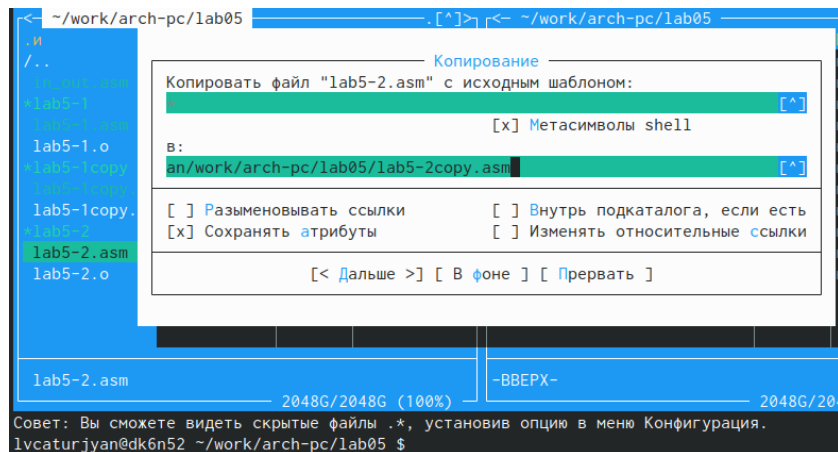 <- ~/work/arch-pc/lab05 .[^]> <- ~/work/arch-pc/lab05
.и
/..
in_out.asm
*lab5-1
lab5-1.asm
lab5-1.o
*lab5-1copy
lab5-1copy.
lab5-1copy.
*lab5-2
lab5-2.asm
lab5-2.o
Копирование
Копировать файл "lab5-2.asm" с исходным шаблоном:
* [^]
[x] Метасимволы shell
в:
an/work/arch-pc/lab05/lab5-2copy.asm [^]
[ ] Разыменовывать ссылки [ ] Внутрь подкаталога, если есть
[x] Сохранять атрибуты [ ] Изменять относительные ссылки
[< Дальше >] [ В фоне ] [ Прервать ]
lab5-2.asm -ВВЕРХ-
2048G/2048G (100%) 2048G/20
Совет: Вы сможете видеть скрытые файлы .*, установив опцию в меню Конфигурация.
lvcaturjyan@dk6n52 ~/work/arch-pc/lab05 $